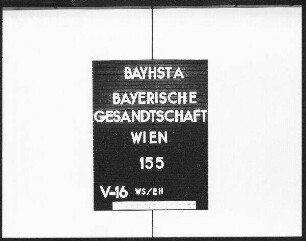 BAYHSTA
BAYERISCHE
GESANDTSCHAFT
WIEN
155
V-16 WS/EH